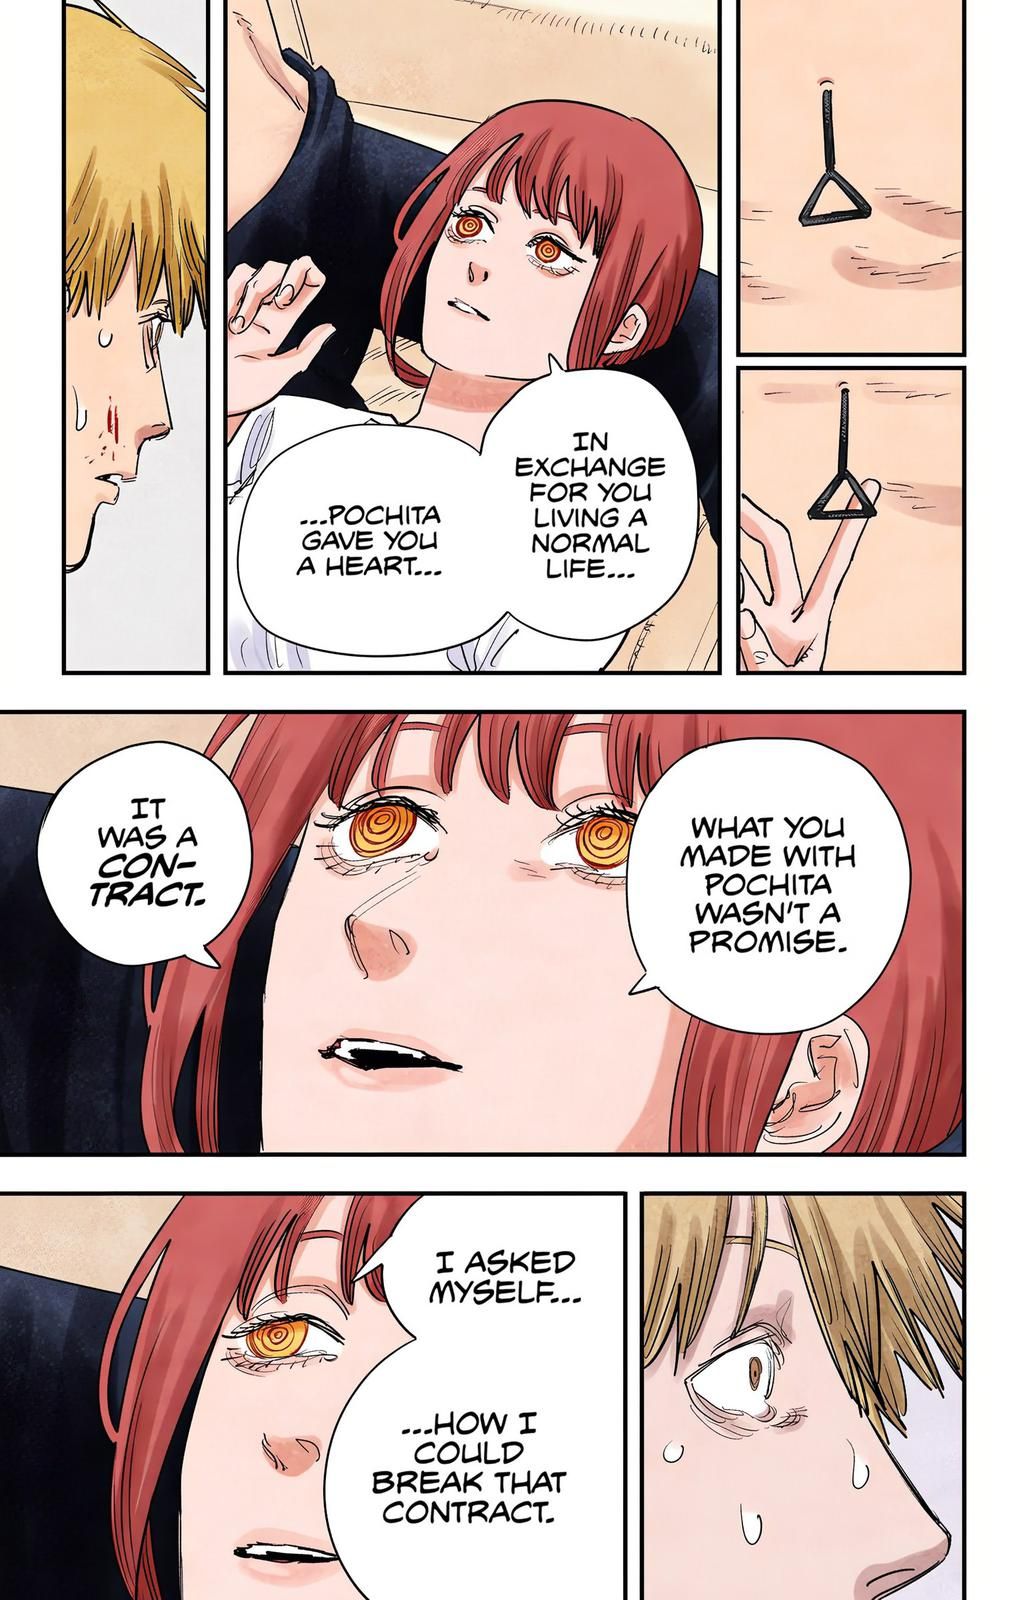 IN
EXCHANGE
FOR YOU
LIVING A
NORMAL
LIFE...
...POCHITA
GAVE YOU
A HEART...
WHAT YOU
MADE WITH
POCHITA
WASN'T A
PROMISE.
IT
WAS A
CON-
TRACT.
I ASKED
MYSELF...
...HOW I
COULD
BREAK THAT
CONTRACT.